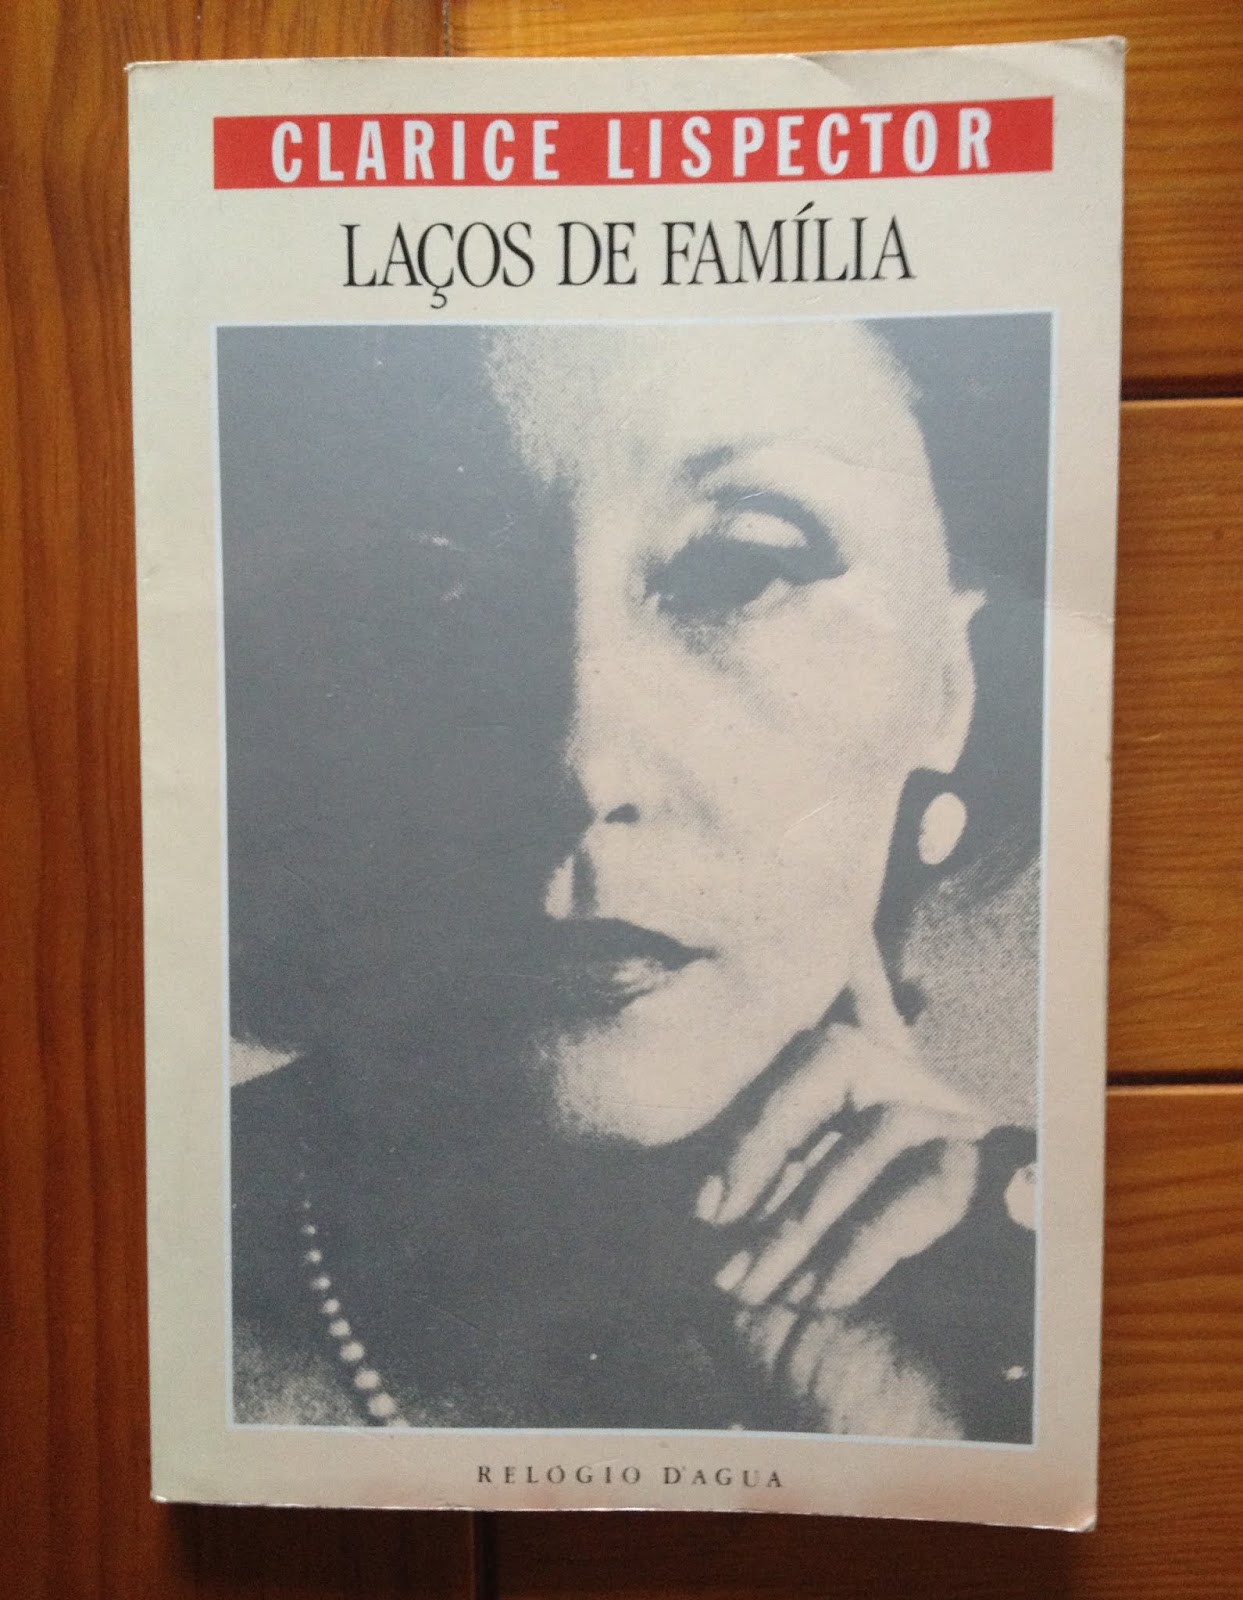 CLARICE LISPECTOR
LAÇOS DE FAMÍLIA
RELÓGIO D'AGUA